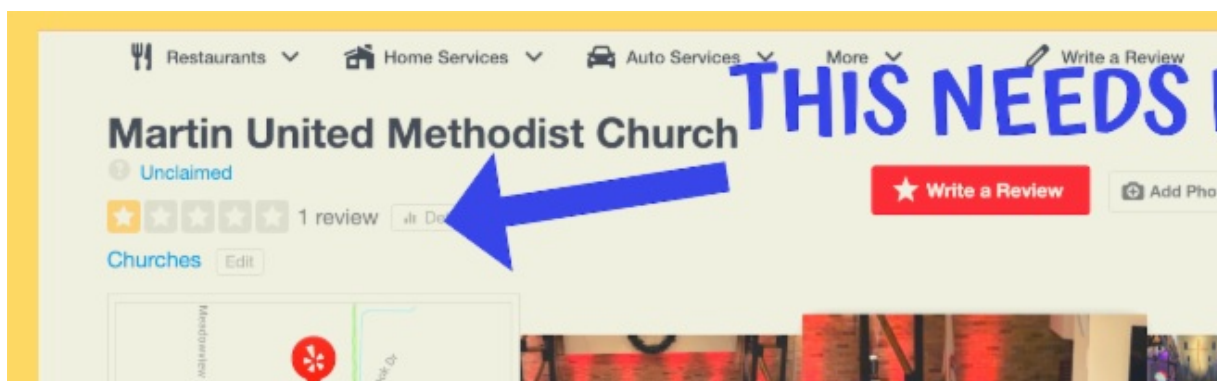 Restaurants Home Services Auto Services More Write a Review
THIS NEEDS
Martin United Methodist Church
Unclaimed
Write a Review Add Pho
1 review
Churches Edit
Meadowview